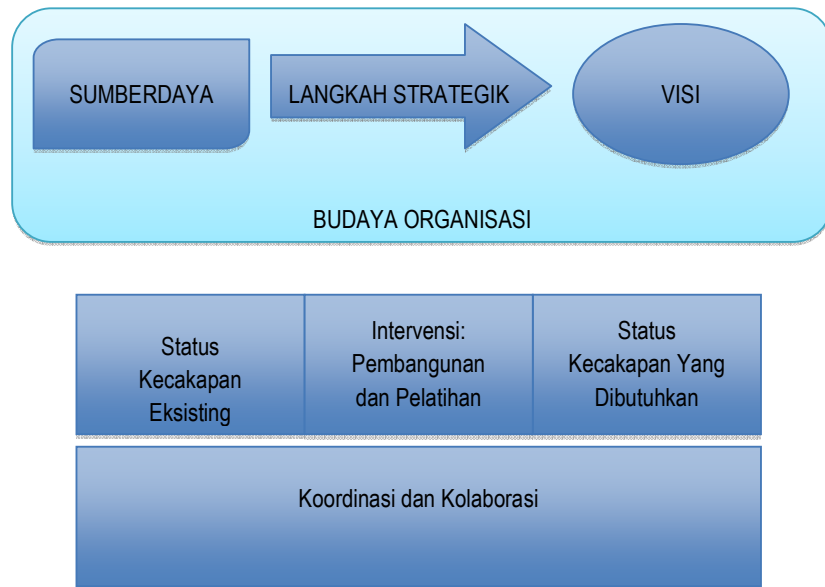 SUMBERDAYA
LANGKAH STRATEGIK
VISI
BUDAYA ORGANISASI
Status
Kecakapan
Eksisting
Intervensi:
Pembangunan
dan Pelatihan
Status
Kecakapan Yang
Dibutuhkan
Koordinasi dan Kolaborasi